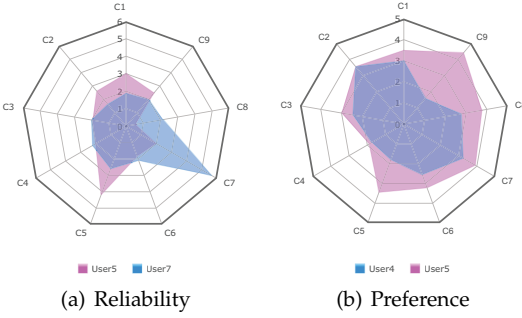 C1
C2
C9
C3
C8
C4
C7
C5
C6
6
5
4
3
2
1
0
User5
User7
(a) Reliability
C1
C2
C9
C3
C4
C7
C5
C6
5
4
3
2
1
0
User4
User5
(b) Preference